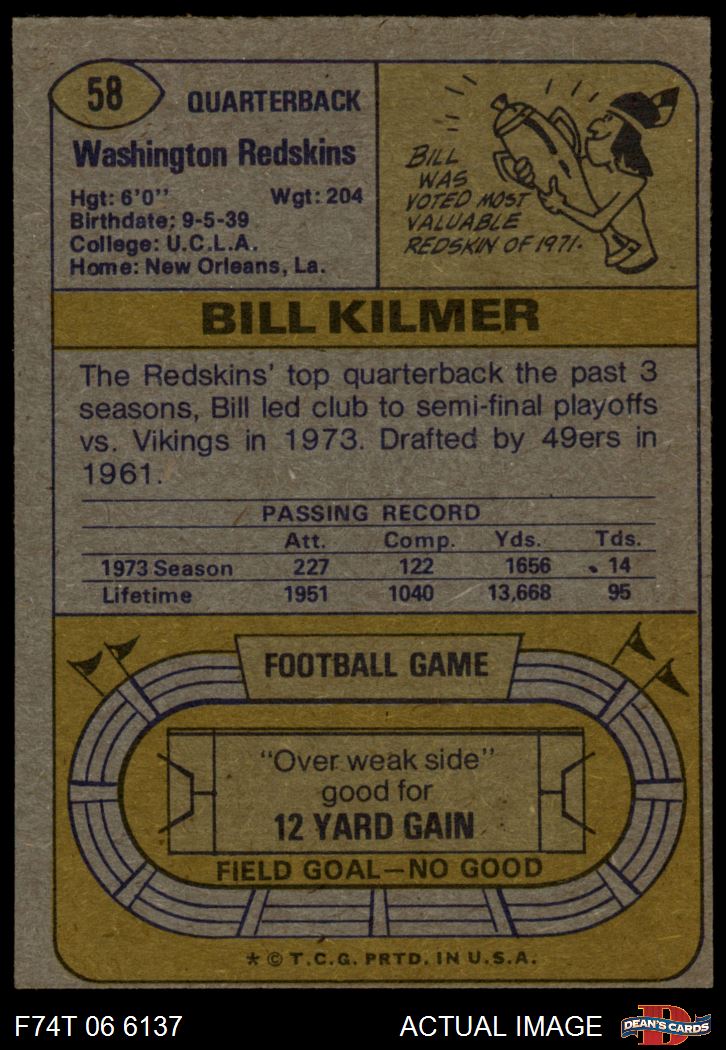 58
QUARTERBACK
Washington Redskins
Hgt: 6'0" Wgt: 204
Birthdate: 9-5-39
College: U.C.L.A.
Home: New Orleans, La.
BILL
WAS
VOTED MOST
VALUABLE
REDSKIN OF 1971.
BILL KILMER
The Redskins' top quarterback the past 3
seasons, Bill led club to semi-final playoffs
vs. Vikings in 1973. Drafted by 49ers in
1961.
PASSING RECORD
Att. Comp. Yds. Tds.
1973 Season 227 122 1656 14
Lifetime 1951 1040 13,668 95
FOOTBALL GAME
"Over weak side"
good for
12 YARD GAIN
FIELD GOAL—NO GOOD
* © T.C.G. PRTD. IN U.S.A.
F74T 06 6137 ACTUAL IMAGE
D
DEAN'S CARDS